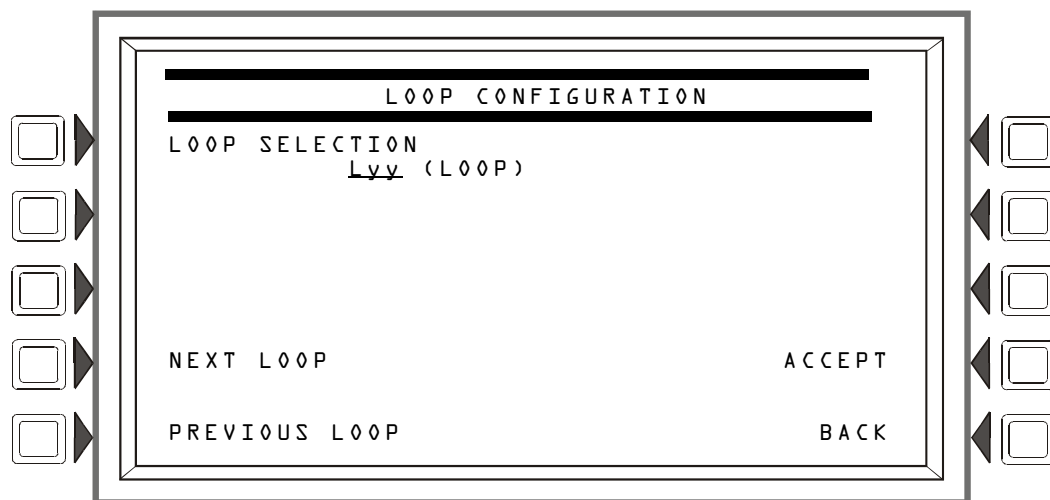 LOOP CONFIGURATION
LOOP SELECTION
Lyy (LOOP)
NEXT LOOP
ACCEPT
PREVIOUS LOOP
BACK